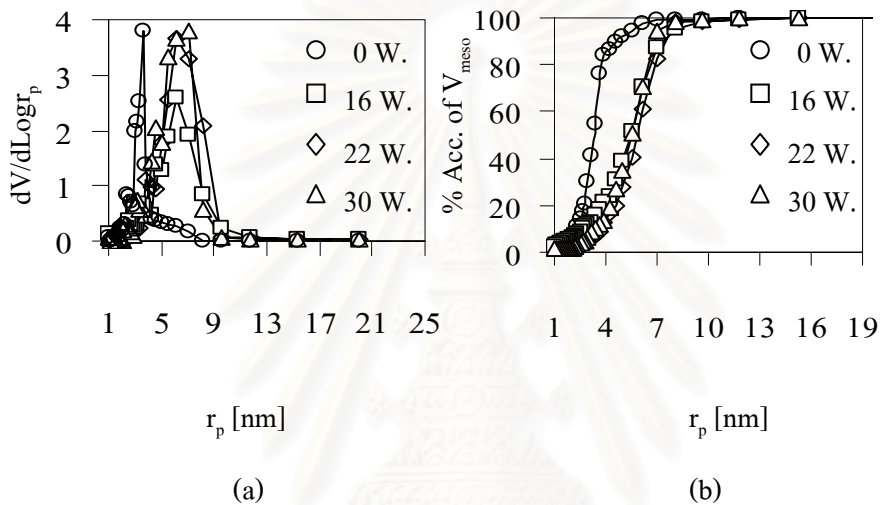 dV/dLogr_p
4
3
2
1
0
1 5 9 13 17 21 25
0 W.
16 W.
22 W.
30 W.
r_p [nm]
(a)
% Acc. of V_meso
100
80
60
40
20
0
1 4 7 10 13 16 19
0 W.
16 W.
22 W.
30 W.
r_p [nm]
(b)